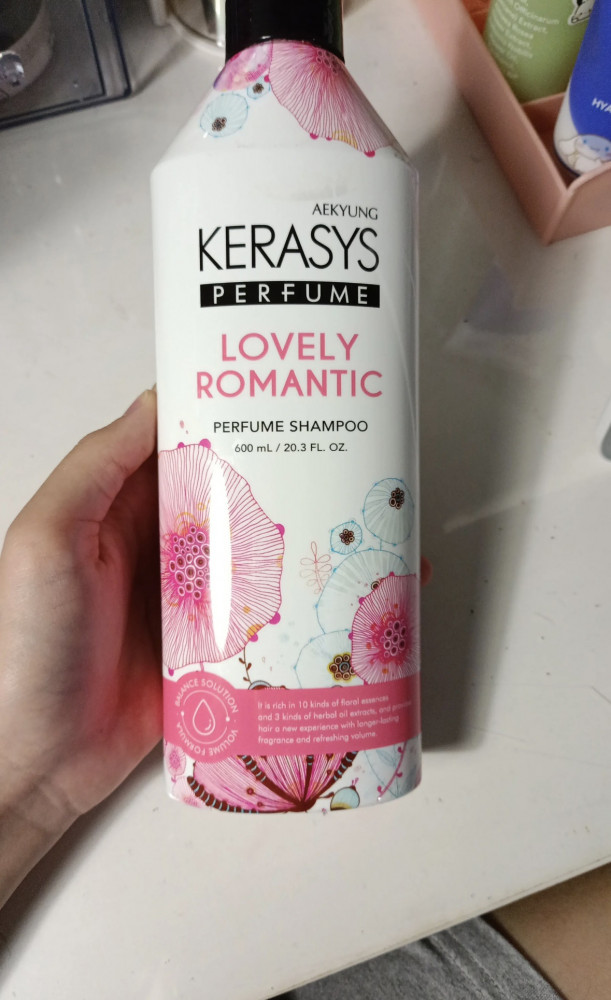 AEKYUNG
KERASYS
PERFUME
LOVELY
ROMANTIC
PERFUME SHAMPOO
600 mL / 20.3 FL. OZ.
BALANCE SOLUTION
VOLUME FORMULA
It is rich in 10 kinds of floral essences
and 3 kinds of herbal oil extracts, and
hair a new experience with longer-lasting
fragrance and refreshing volume.
HYA
Extract,